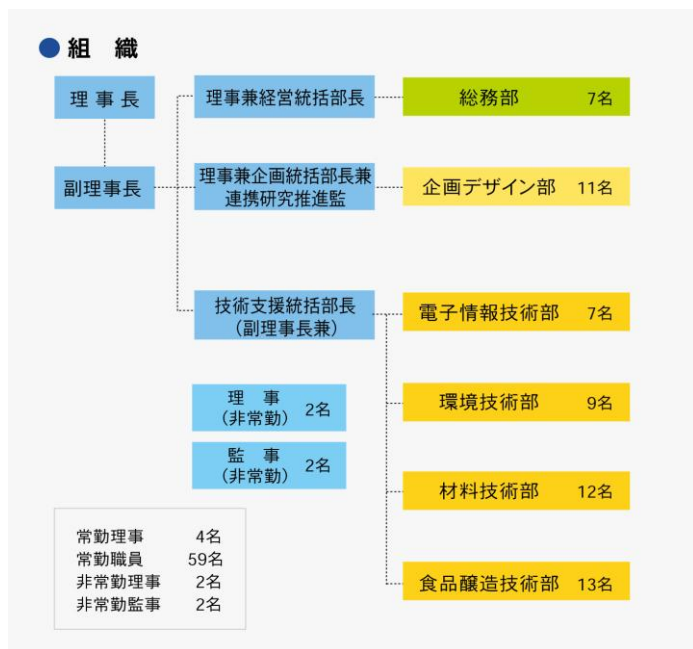 ● 組 織
理 事 長
理事兼経営統括部長
総務部 7名
副理事長
理事兼企画統括部長兼
連携研究推進監
企画デザイン部 11名
技術支援統括部長
(副理事長兼)
電子情報技術部 7名
理 事
(非常勤) 2名
環境技術部 9名
監 事
(非常勤) 2名
材料技術部 12名
食品醸造技術部 13名
常勤理事 4名
常勤職員 59名
非常勤理事 2名
非常勤監事 2名